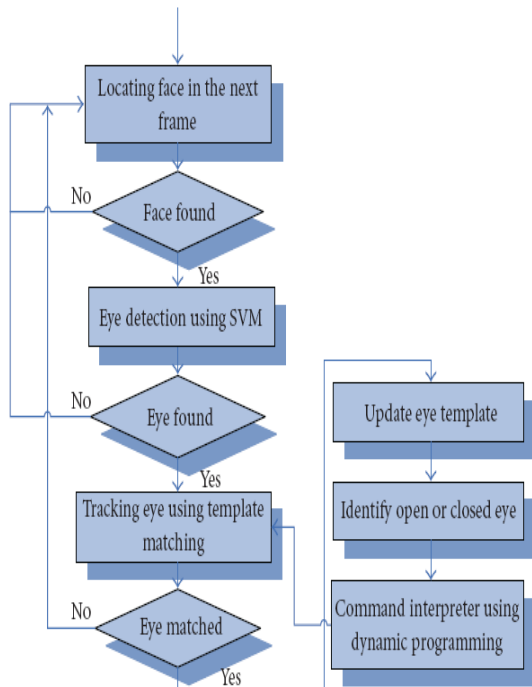 Locating face in the next
frame
No
Face found
Yes
Eye detection using SVM
No
Eye found
Yes
Tracking eye using template
matching
No
Eye matched
Yes
Update eye template
Identify open or closed eye
Command interpreter using
dynamic programming